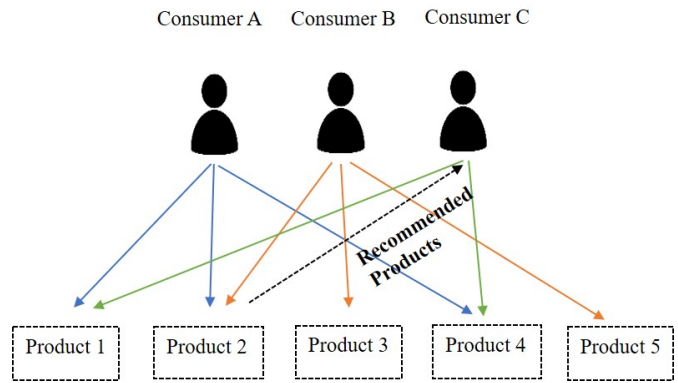 Consumer A Consumer B Consumer C
Recommended
Products
Product 1 Product 2 Product 3 Product 4 Product 5